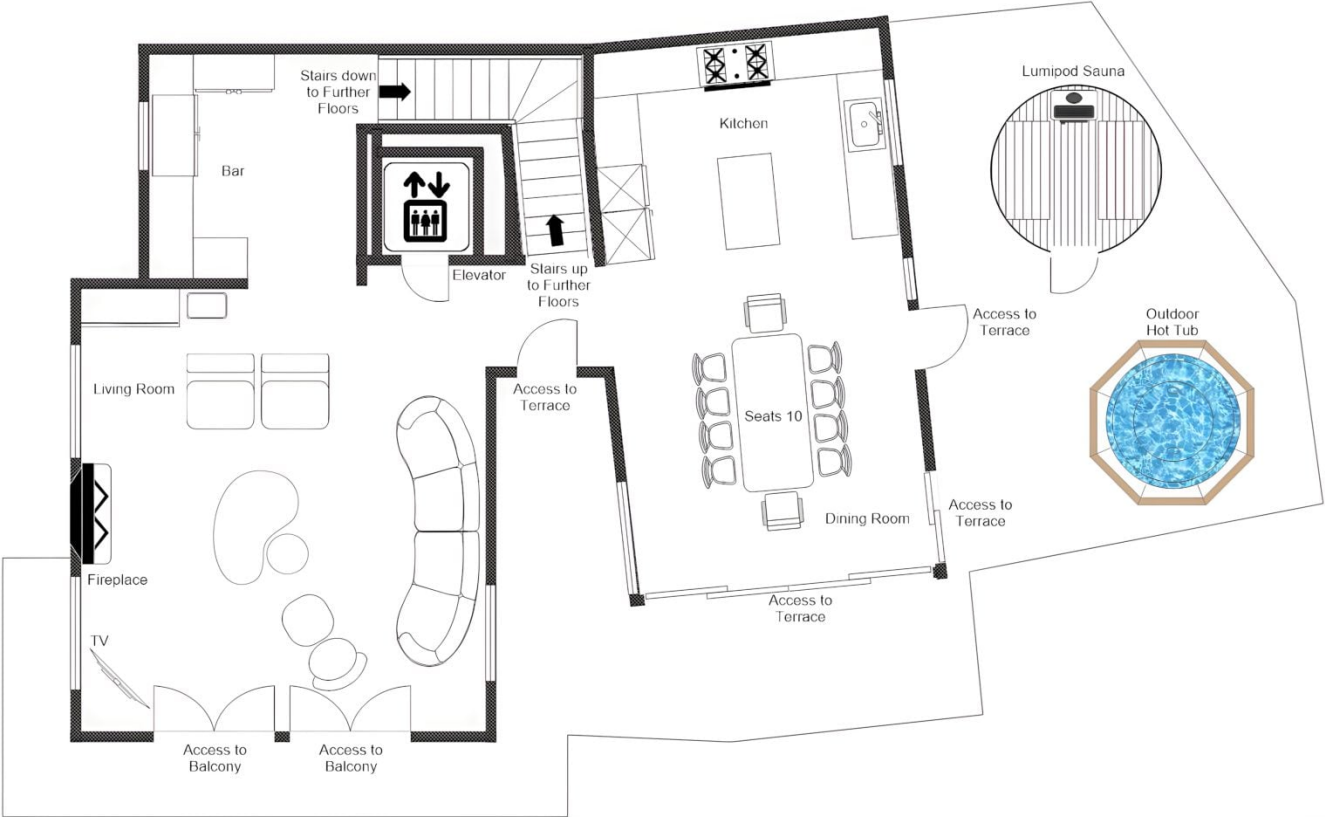 Stairs down
to Further
Floors
Lumipod Sauna
Kitchen
Bar
Elevator
Stairs up
to Further
Floors
Access to
Terrace
Outdoor
Hot Tub
Living Room
Access to
Terrace
Seats 10
Dining Room
Access to
Terrace
Fireplace
Access to
Terrace
TV
Access to
Balcony
Access to
Balcony